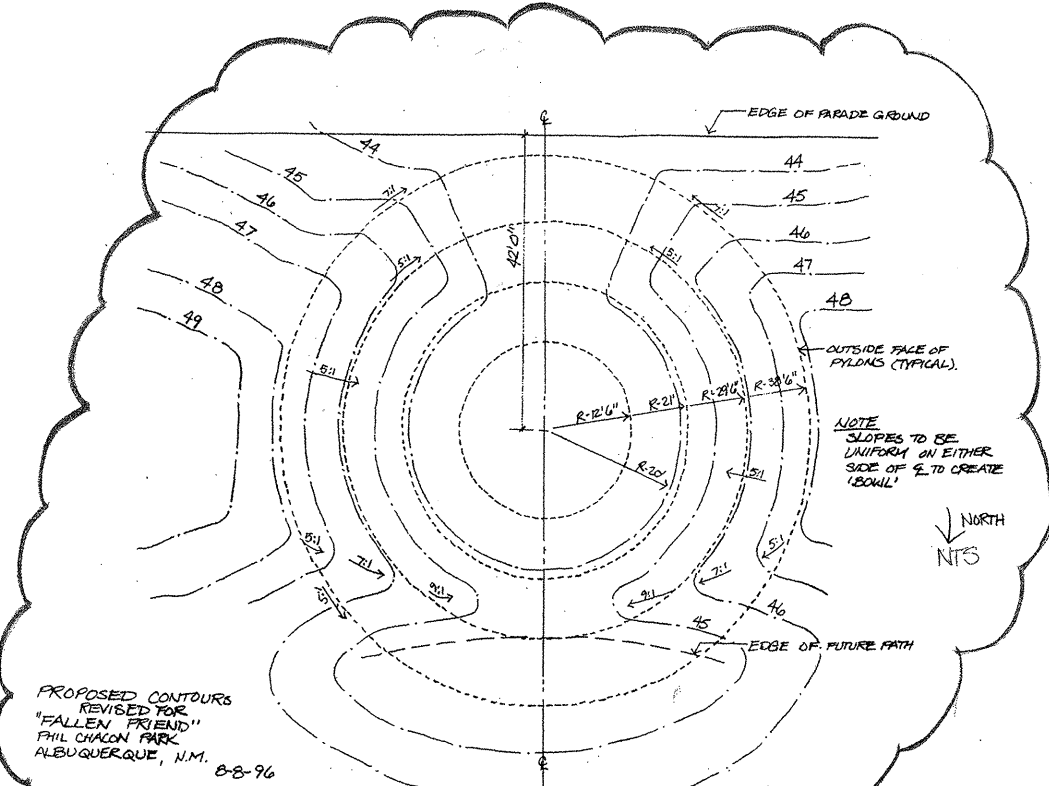 ℄
EDGE OF PARADE GROUND
44
44
45
45
46
46
47
47
48
48
49
7:1
7:1
5:1
5:1
42'0"
OUTSIDE FACE OF
PYLONS (TYPICAL).
5:1
R-12'6"
R-21'
R-29'6"
R-38'6"
R-20'
NOTE
SLOPES TO BE
UNIFORM ON EITHER
SIDE OF ℄ TO CREATE
'BOWL'
5:1
NORTH
NTS
5:1
5:1
7:1
7:1
9:1
9:1
45
46
EDGE OF FUTURE PATH
PROPOSED CONTOURS
REVISED FOR
"FALLEN FRIEND"
PHIL CHACON PARK
ALBUQUERQUE, N.M.
8-8-96
℄